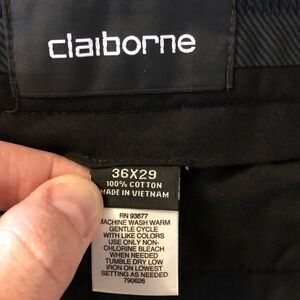 claiborne
36X29
100% COTTON
MADE IN VIETNAM
RN 93677
MACHINE WASH WARM
GENTLE CYCLE
WITH LIKE COLORS
USE ONLY NON-
CHLORINE BLEACH
WHEN NEEDED
TUMBLE DRY LOW
IRON ON LOWEST
SETTING AS NEEDED
790626